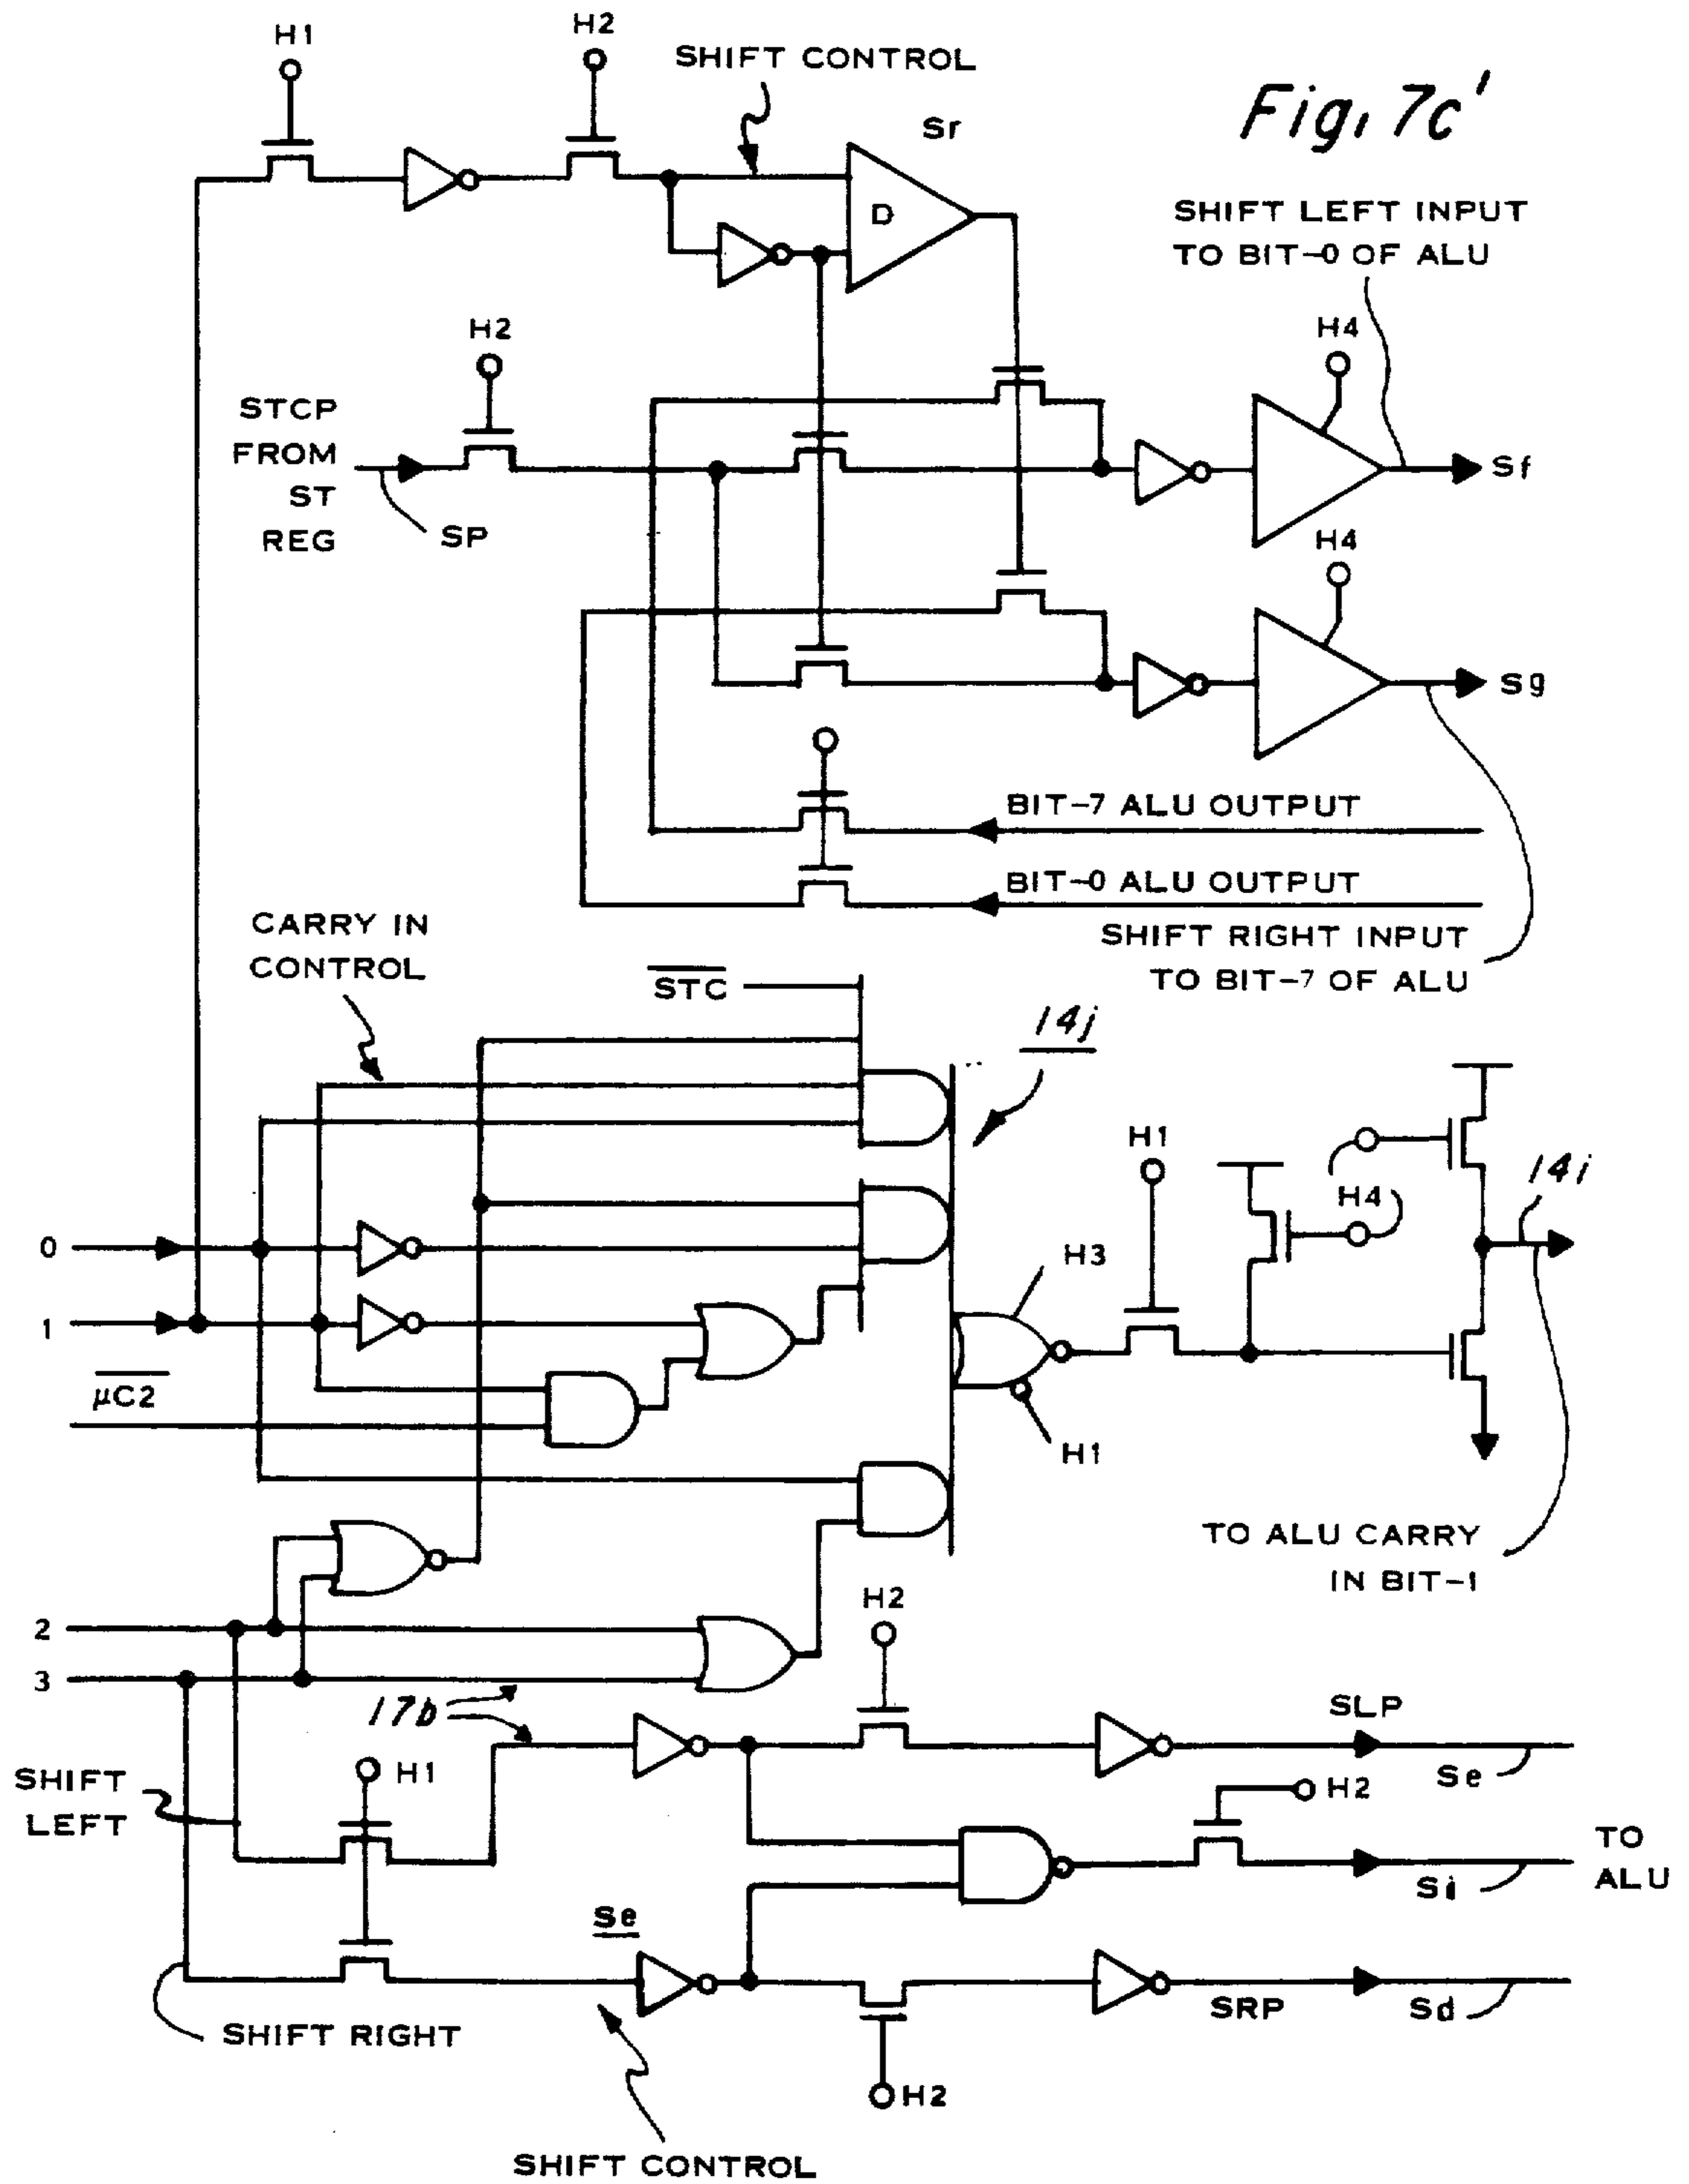 H1
H2
SHIFT CONTROL
Sr
Fig. 7c'
D
SHIFT LEFT INPUT
TO BIT-0 OF ALU
H2
H4
STCP
FROM
ST
REG
SP
Sf
H4
Sg
BIT-7 ALU OUTPUT
BIT-0 ALU OUTPUT
CARRY IN
CONTROL
SHIFT RIGHT INPUT
TO BIT-7 OF ALU
STC
14j
H1
H4
14i
0
H3
1
μC2
H1
TO ALU CARRY
IN BIT-1
H2
2
3
17b
SLP
H1
Se
SHIFT
LEFT
H2
TO
ALU
Si
Se
SRP
Sd
SHIFT RIGHT
H2
SHIFT CONTROL